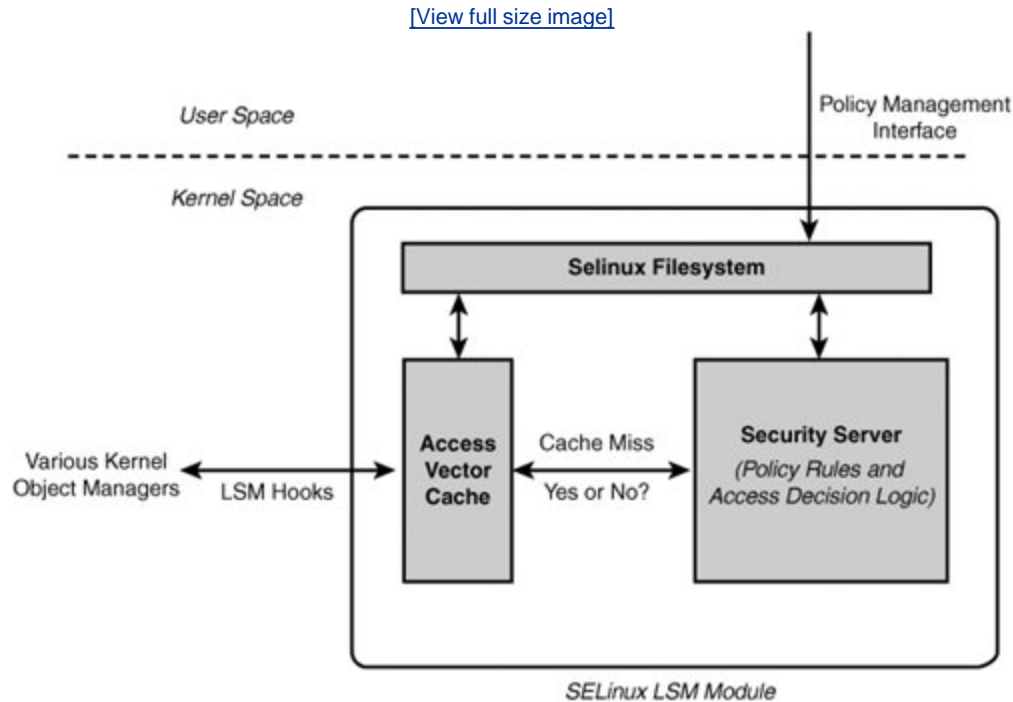 [View full size image]
User Space
Policy Management
Interface
Kernel Space
Selinux Filesystem
Access
Vector
Cache
Cache Miss
Yes or No?
Security Server
(Policy Rules and
Access Decision Logic)
Various Kernel
Object Managers
LSM Hooks
SELinux LSM Module